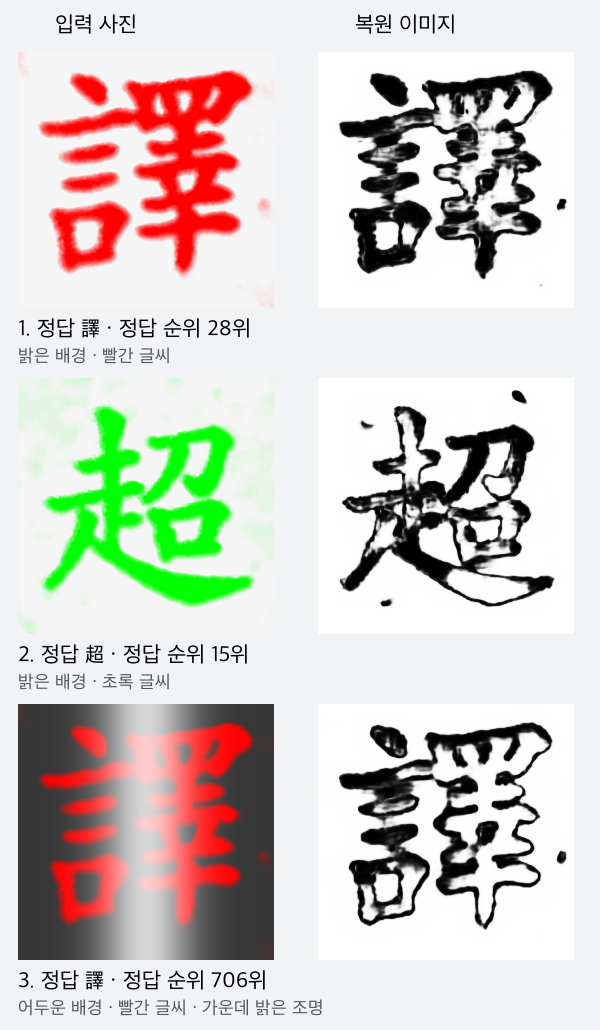 입력 사진 복원 이미지
譯 譯
1. 정답 譯 · 정답 순위 28위
밝은 배경 · 빨간 글씨
超 超
2. 정답 超 · 정답 순위 15위
밝은 배경 · 초록 글씨
譯 譯
3. 정답 譯 · 정답 순위 706위
어두운 배경 · 빨간 글씨 · 가운데 밝은 조명